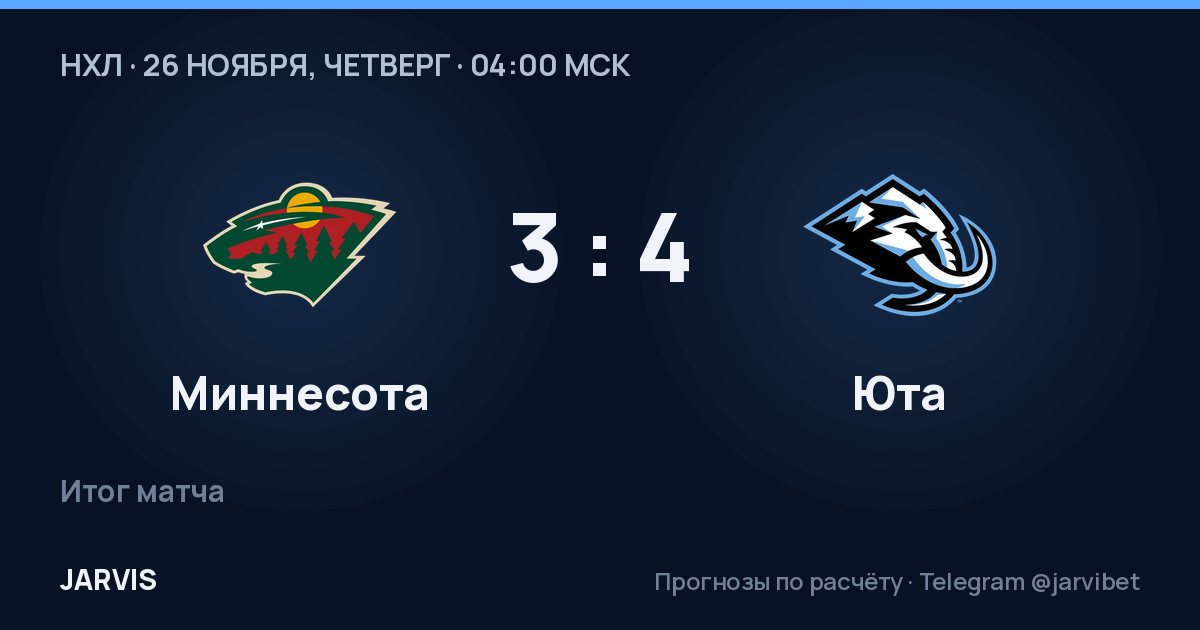 НХЛ · 26 НОЯБРЯ, ЧЕТВЕРГ · 04:00 МСК
3 : 4
Миннесота
Юта
Итог матча
JARVIS
Прогнозы по расчёту · Telegram @jarvibet